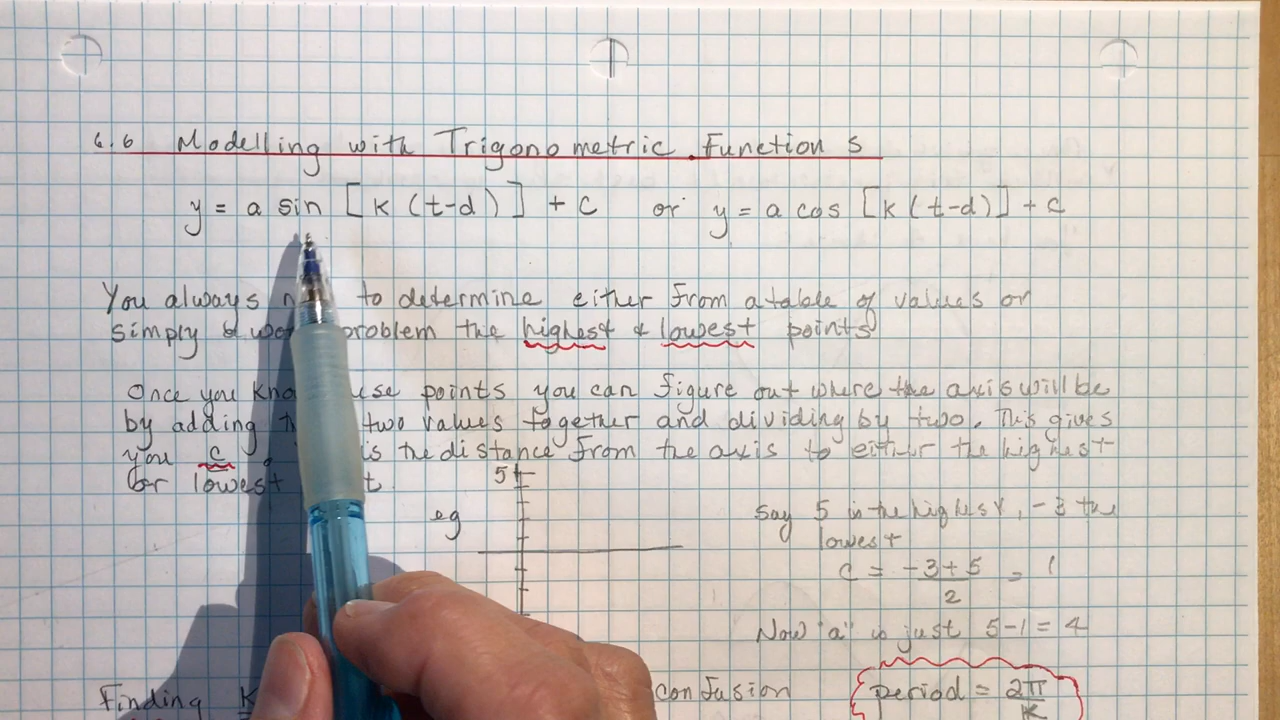 6.6 Modelling with Trigonometric Functions
y = a sin [k (t-d)] + c or y = a cos [k (t-d)] + c
You always to determine either from a table of values or
simply problem the highest & lowest points
Once you points you can figure out where the axis will be
by adding two values together and dividing by two. This gives
you c is the distance from the axis to either the highest
or lowest
5
eg
say 5 is the highest, -3 the
lowest
c = -3+5 / 2 = 1
Now "a" is just 5-1 = 4
Finding k confusion
period = 2π / k